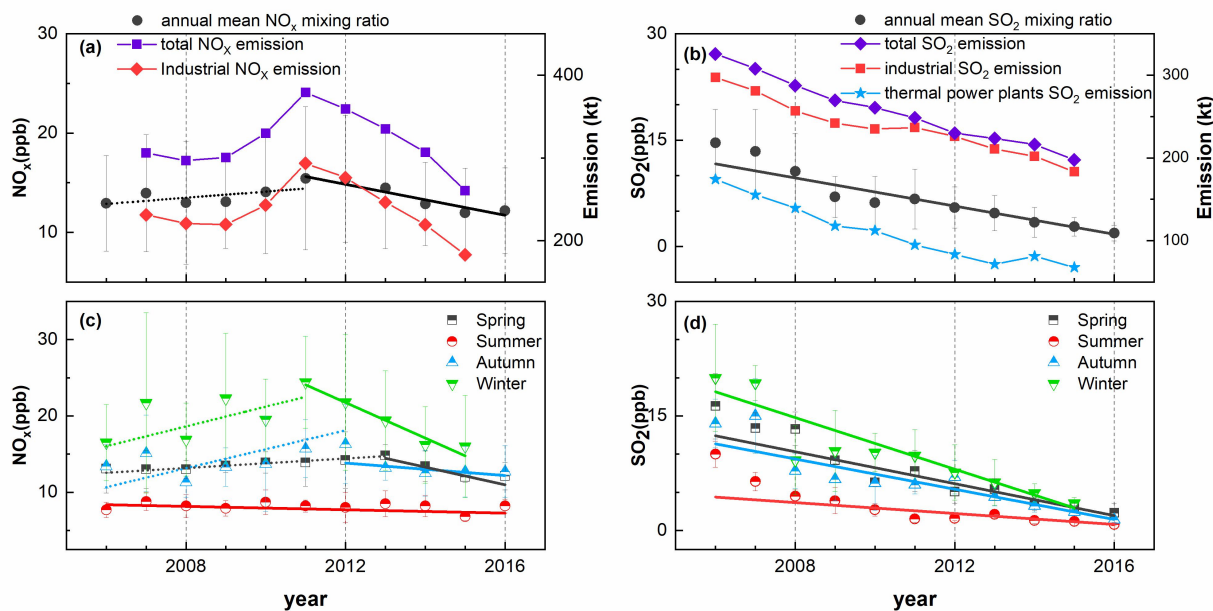 annual mean NOx mixing ratio
total NOx emission
Industrial NOx emission
(a)
30
20
10
NOx(ppb)
400
200
Emission (kt)
annual mean SO2 mixing ratio
total SO2 emission
industrial SO2 emission
thermal power plants SO2 emission
(b)
30
15
0
SO2(ppb)
300
200
100
Emission (kt)
(c)
Spring
Summer
Autumn
Winter
30
20
10
NOx(ppb)
2008
2012
2016
year
(d)
Spring
Summer
Autumn
Winter
30
15
0
SO2(ppb)
2008
2012
2016
year